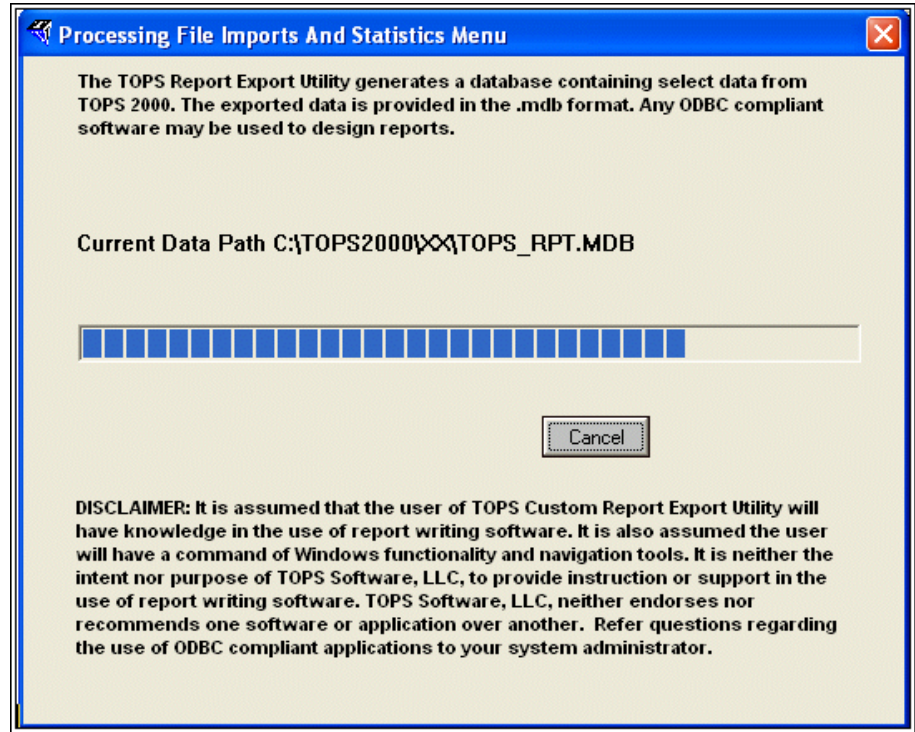 Processing File Imports And Statistics Menu
The TOPS Report Export Utility generates a database containing select data from
TOPS 2000. The exported data is provided in the .mdb format. Any ODBC compliant
software may be used to design reports.
Current Data Path C:\TOPS2000\XX\TOPS_RPT.MDB
Cancel
DISCLAIMER: It is assumed that the user of TOPS Custom Report Export Utility will
have knowledge in the use of report writing software. It is also assumed the user
will have a command of Windows functionality and navigation tools. It is neither the
intent nor purpose of TOPS Software, LLC, to provide instruction or support in the
use of report writing software. TOPS Software, LLC, neither endorses nor
recommends one software or application over another. Refer questions regarding
the use of ODBC compliant applications to your system administrator.